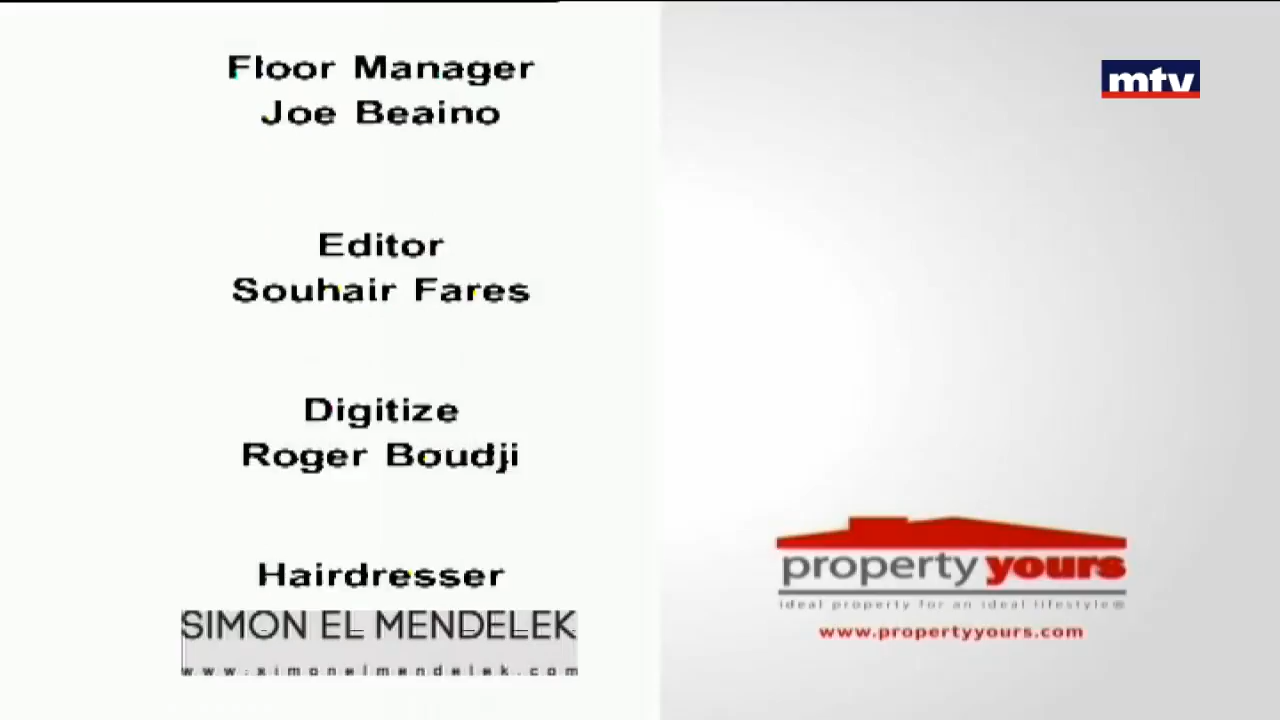 Floor Manager
Joe Beaino
Editor
Souhair Fares
Digitize
Roger Boudji
Hairdresser
SIMON EL MENDELEK
www.simonelmendelek.com
mtv
property yours
ideal property for an ideal lifestyle®
www.propertyyours.com